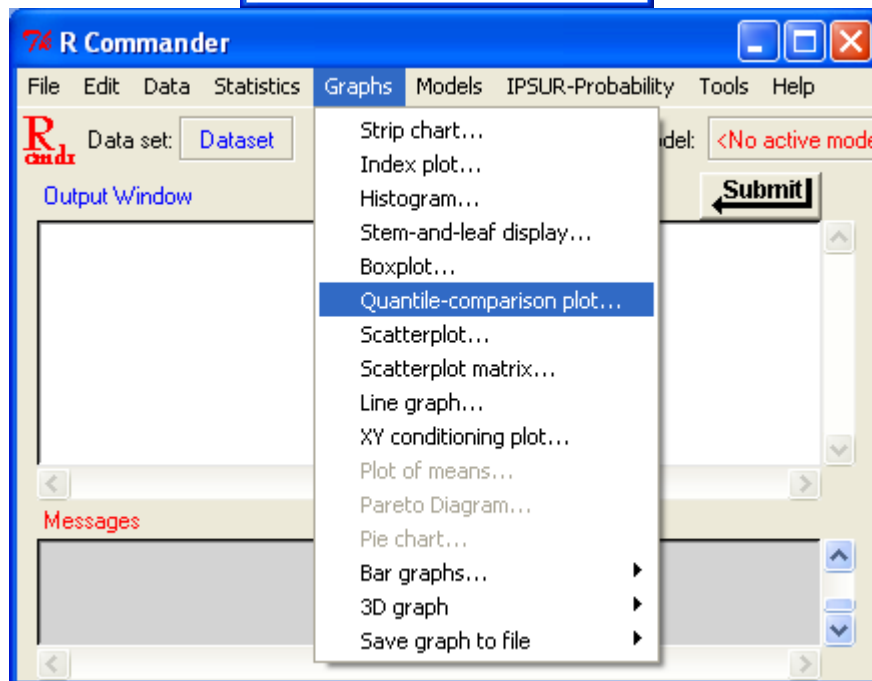 R Commander
File Edit Data Statistics Graphs Models IPSUR-Probability Tools Help
R cmdr Data set: Dataset del: <No active mode
Strip chart...
Index plot...
Output Window
Submit
Histogram...
Stem-and-leaf display...
Boxplot...
Quantile-comparison plot...
Scatterplot...
Scatterplot matrix...
Line graph...
XY conditioning plot...
Plot of means...
Pareto Diagram...
Messages
Pie chart...
Bar graphs...
3D graph
Save graph to file